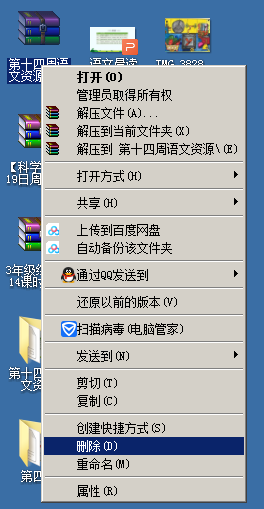 第十四周语
文资源
语文早读
IMG_3828
打开(O)
管理员取得所有权
解压文件(A)...
解压到当前文件夹(X)
解压到 第十四周语文资源\(E)
打开方式(H)
共享(H)
上传到百度网盘
自动备份该文件夹
通过QQ发送到
还原以前的版本(V)
扫描病毒(电脑管家)
发送到(N)
剪切(T)
复制(C)
创建快捷方式(S)
删除(D)
重命名(M)
属性(R)
【科学
19日周
3年级
14课时
第十四
文资
第四